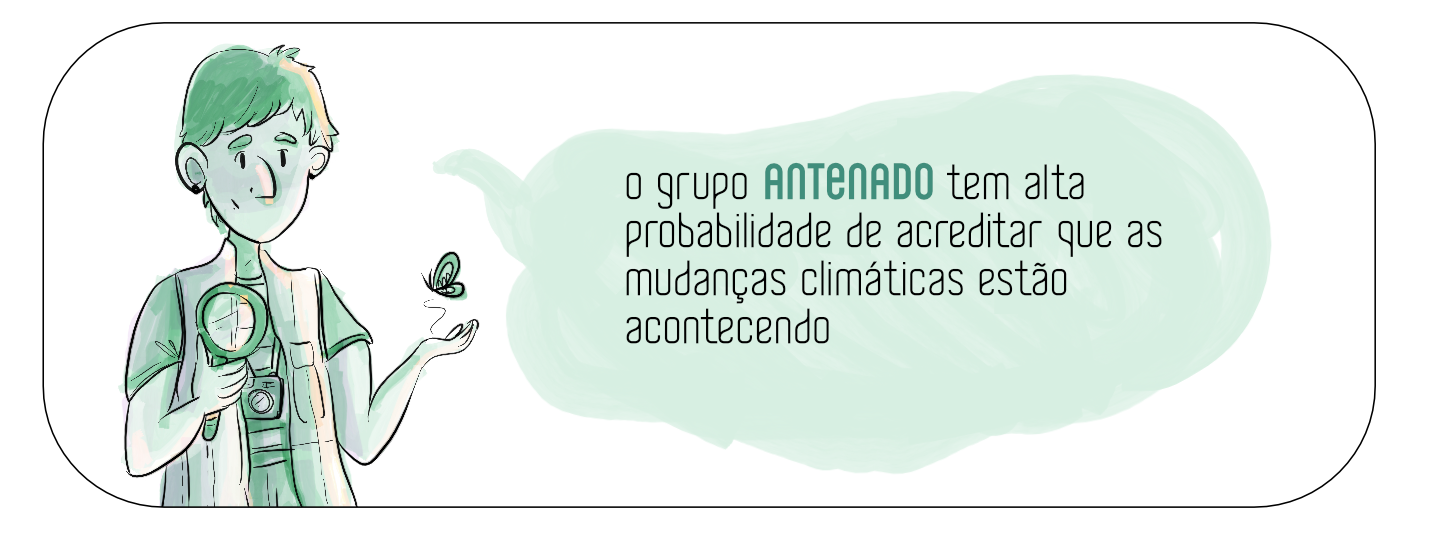 o grupo ANTENADO tem alta
probabilidade de acreditar que as
mudanças climáticas estão
acontecendo